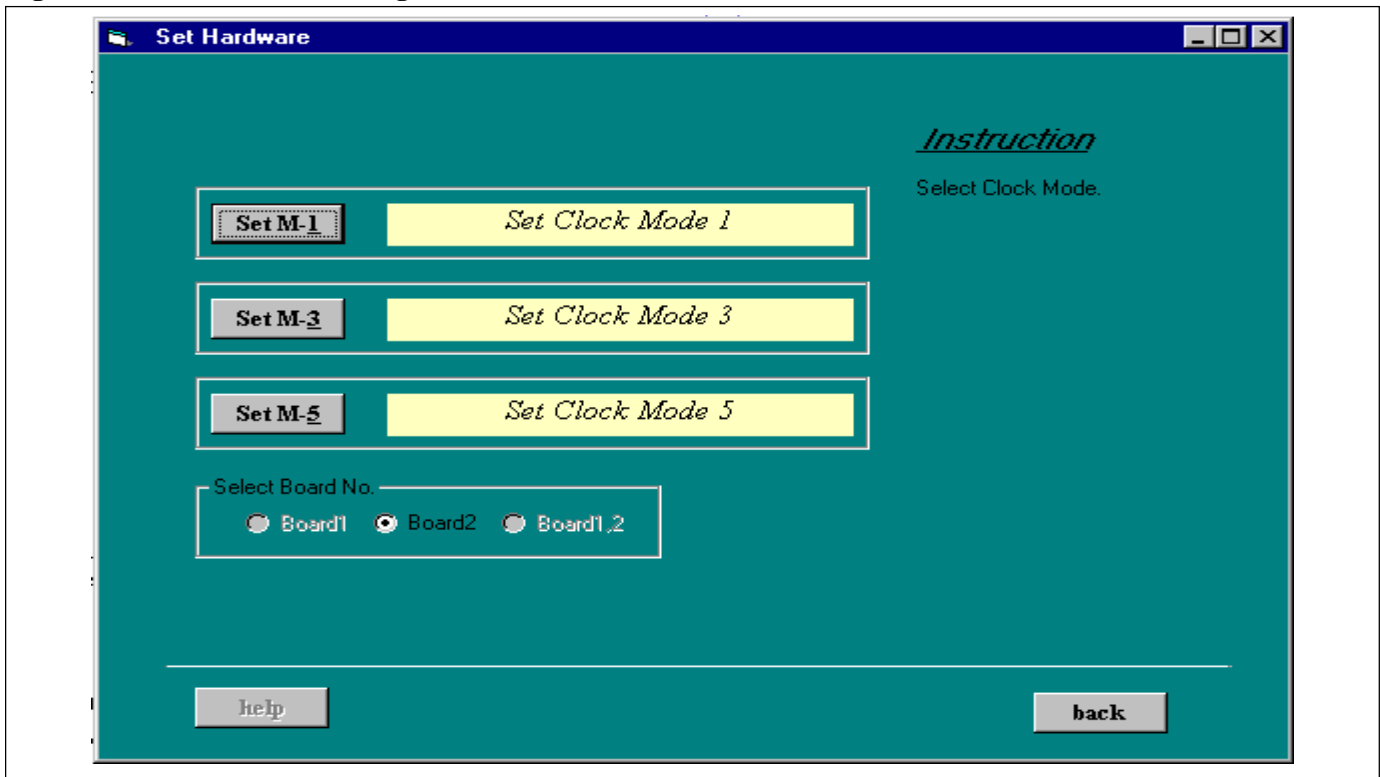 Set Hardware
Instruction
Select Clock Mode.
Set M-1 Set Clock Mode 1
Set M-3 Set Clock Mode 3
Set M-5 Set Clock Mode 5
Select Board No.
Board1 Board2 Board1,2
help back